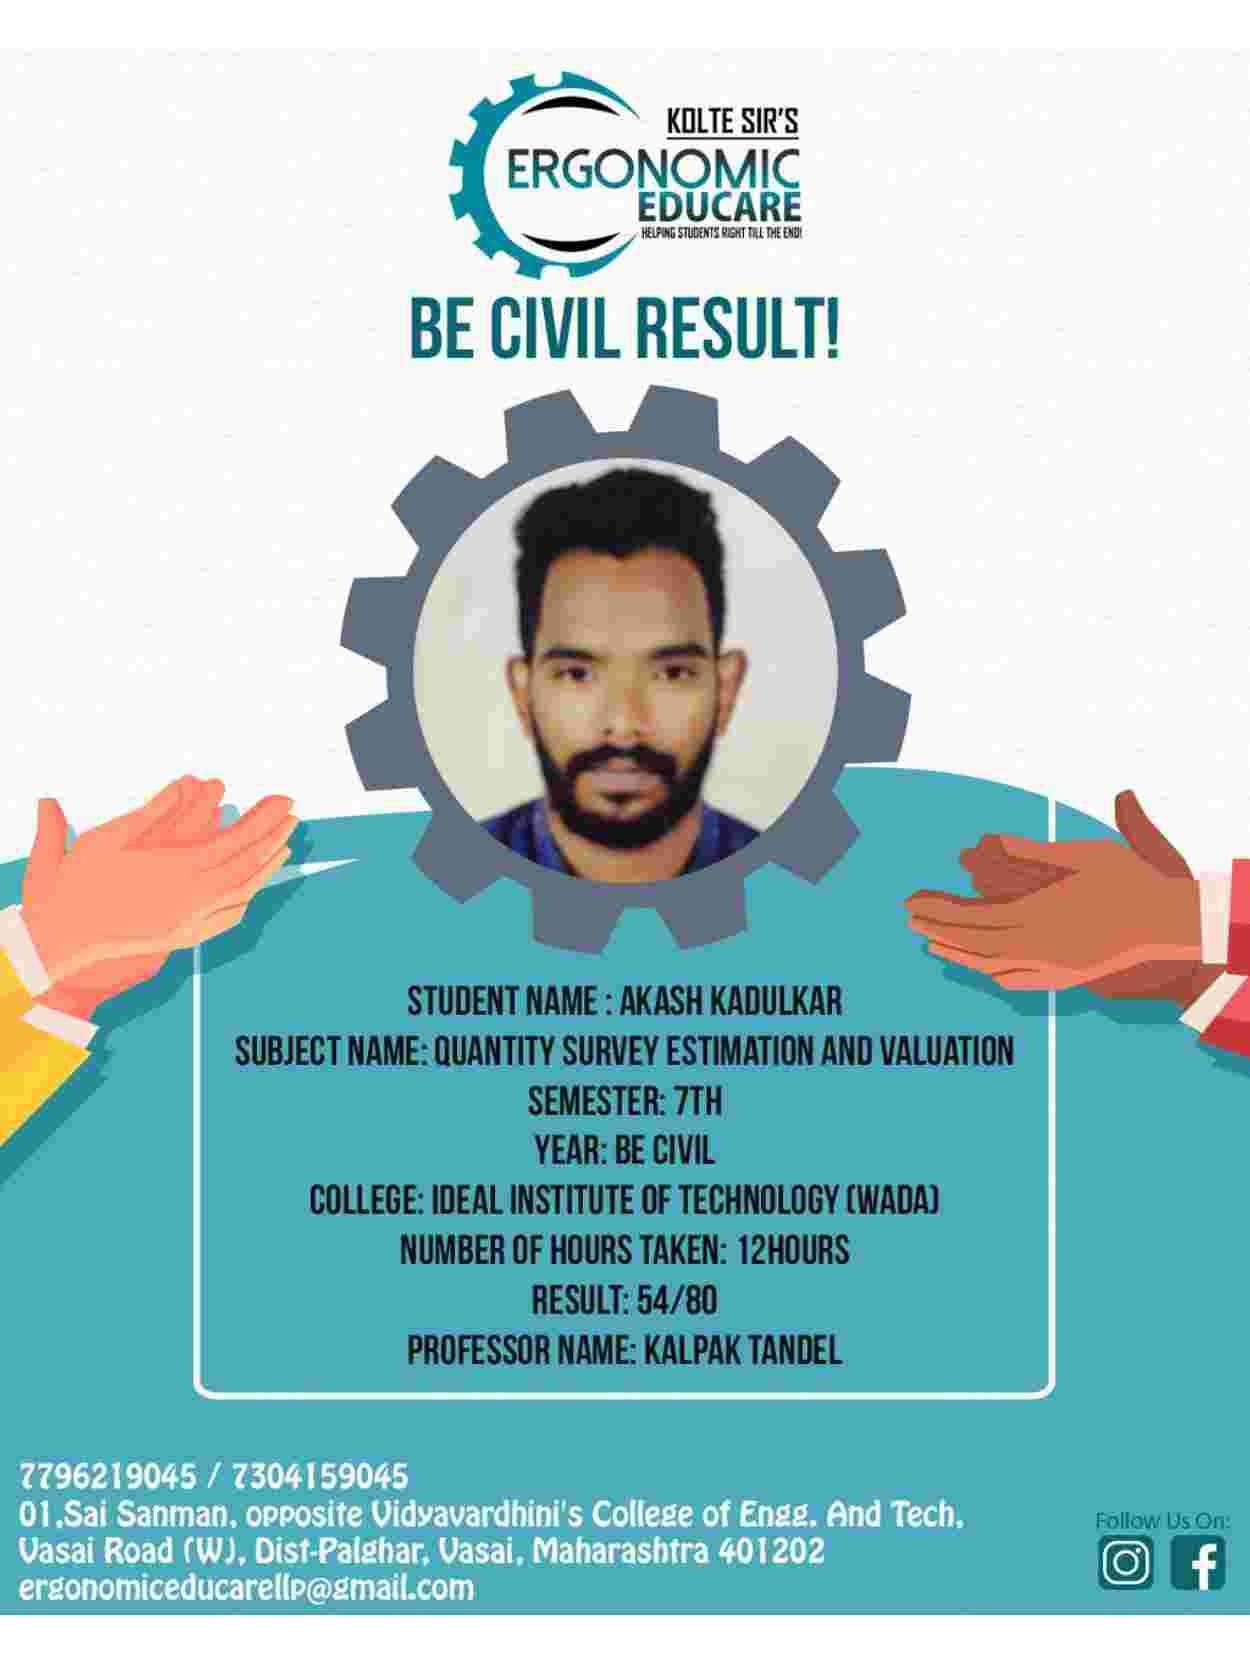 KOLTE SIR'S
ERGONOMIC
EDUCARE
HELPING STUDENTS RIGHT TILL THE END!
BE CIVIL RESULT!
STUDENT NAME : AKASH KADULKAR
SUBJECT NAME: QUANTITY SURVEY ESTIMATION AND VALUATION
SEMESTER: 7TH
YEAR: BE CIVIL
COLLEGE: IDEAL INSTITUTE OF TECHNOLOGY (WADA)
NUMBER OF HOURS TAKEN: 12HOURS
RESULT: 54/80
PROFESSOR NAME: KALPAK TANDEL
7796219045 / 7304159045
01,Sai Sanman, opposite Vidyavardhini's College of Engg. And Tech,
Vasai Road (W), Dist-Palghar, Vasai, Maharashtra 401202
ergonomiceducarellp@gmail.com
Follow Us On: